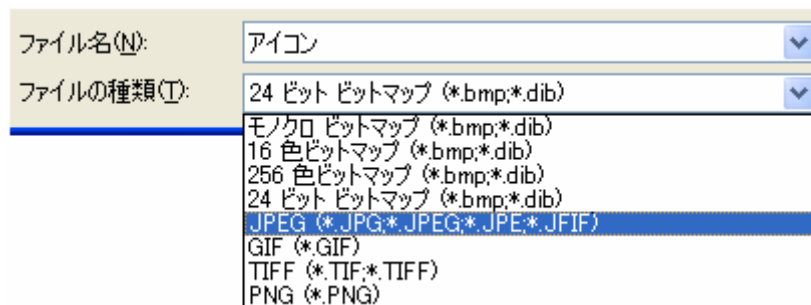 ファイル名(N):
アイコン
ファイルの種類(T):
24 ビット ビットマップ (*.bmp;*.dib)
モノクロ ビットマップ (*.bmp;*.dib)
16 色ビットマップ (*.bmp;*.dib)
256 色ビットマップ (*.bmp;*.dib)
24 ビット ビットマップ (*.bmp;*.dib)
JPEG (*.JPG;*.JPEG;*.JPE;*.JFIF)
GIF (*.GIF)
TIFF (*.TIF;*.TIFF)
PNG (*.PNG)